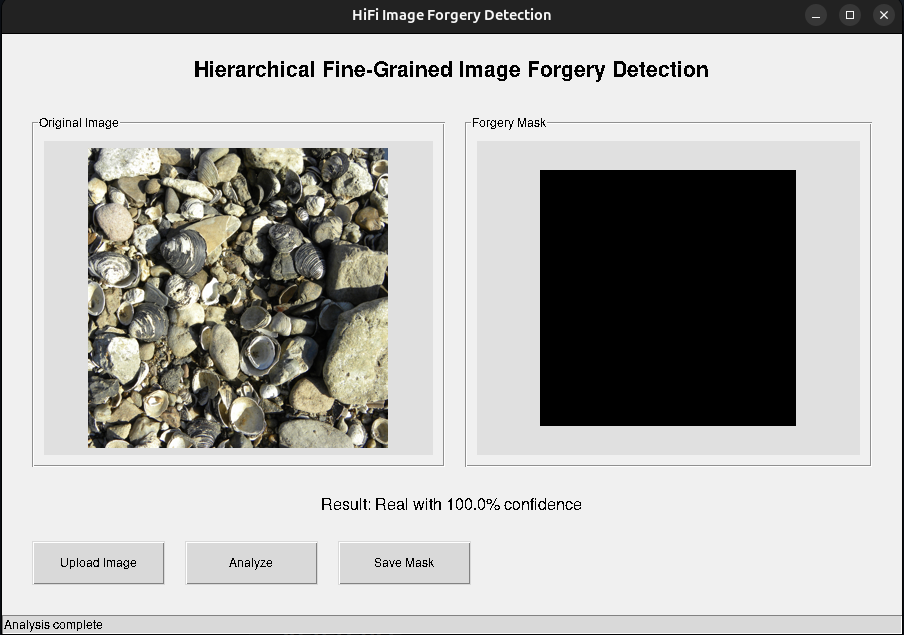 HiFi Image Forgery Detection
Hierarchical Fine-Grained Image Forgery Detection
Original Image
Forgery Mask
Result: Real with 100.0% confidence
Upload Image
Analyze
Save Mask
Analysis complete